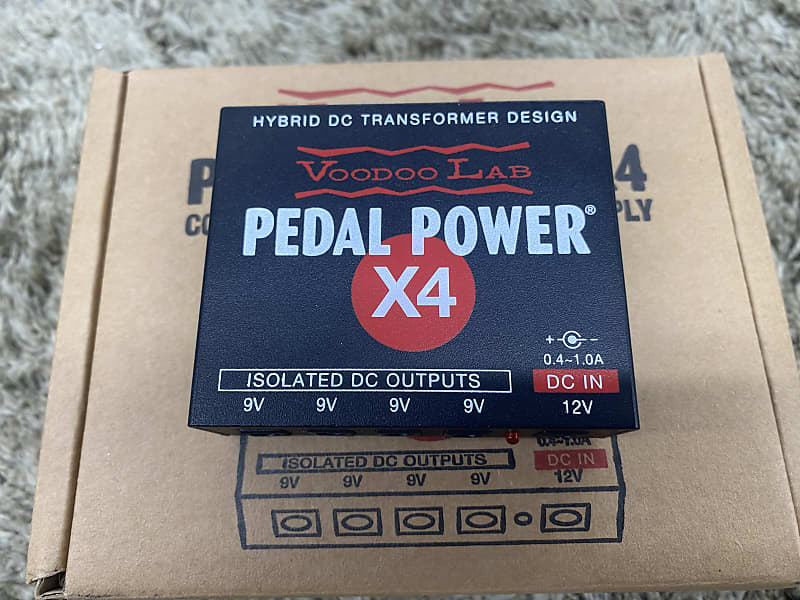 HYBRID DC TRANSFORMER DESIGN
VOODOO LAB
PEDAL POWER®
X4
+ -
0.4~1.0A
ISOLATED DC OUTPUTS
DC IN
9V 9V 9V 9V 12V
P X4
CO PLY
0.4~1.0A
ISOLATED DC OUTPUTS
DC IN
9V 9V 9V 9V 12V